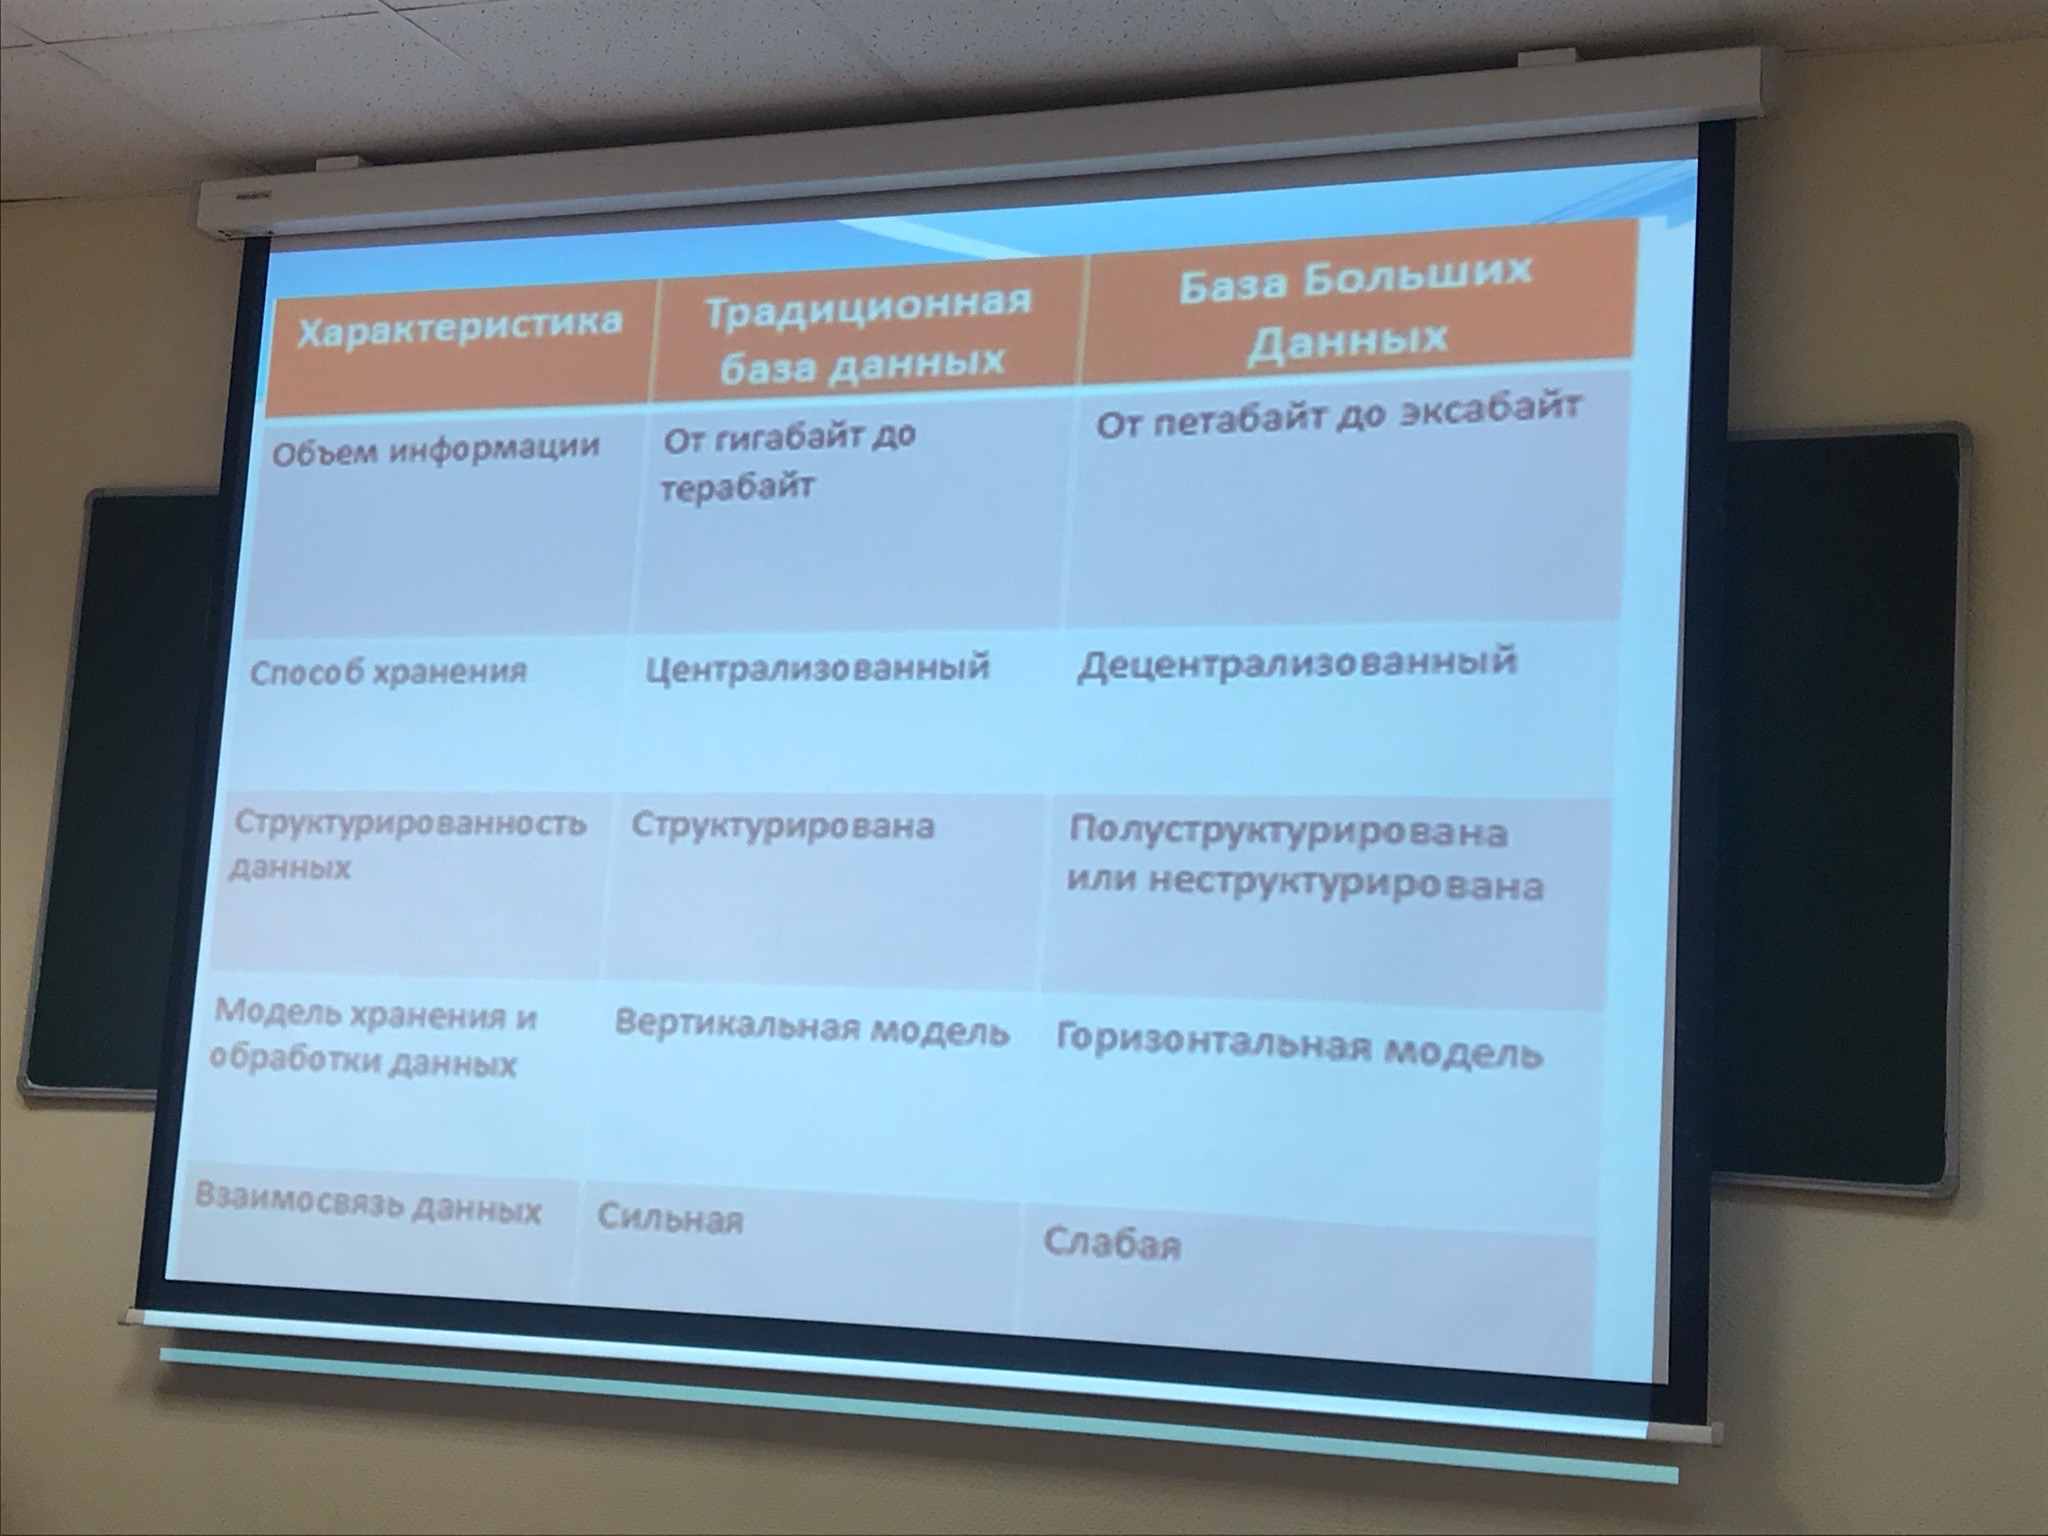 Характеристика
Традиционная
база данных
База Больших
Данных
Объем информации
От гигабайт до
терабайт
От петабайт до эксабайт
Способ хранения
Централизованный
Децентрализованный
Структурированность
данных
Структурирована
Полуструктурирована
или неструктурирована
Модель хранения и
обработки данных
Вертикальная модель
Горизонтальная модель
Взаимосвязь данных
Сильная
Слабая